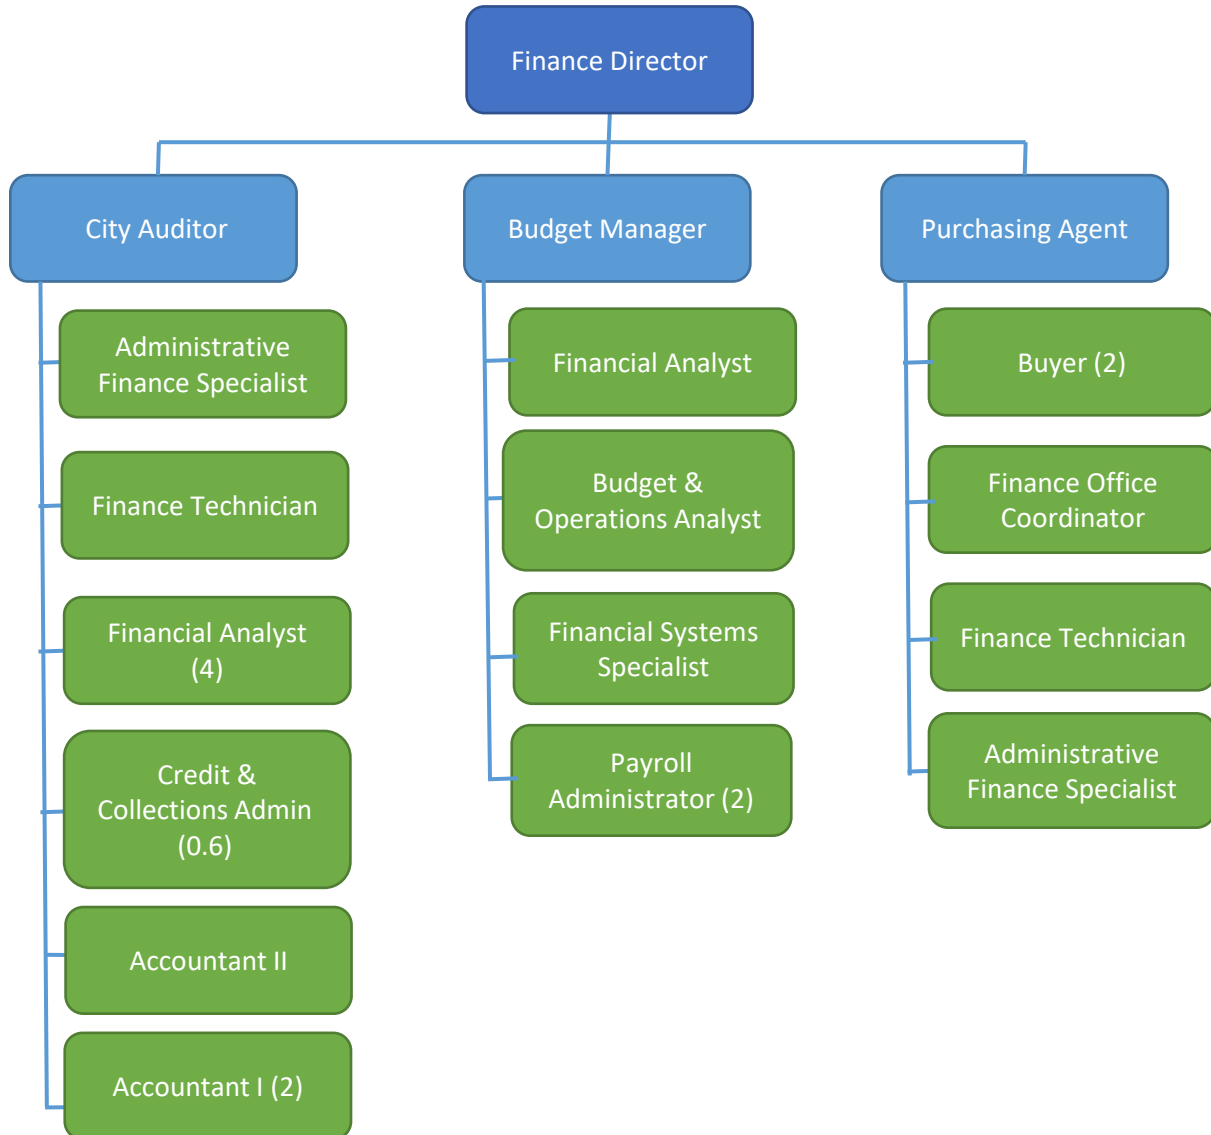 Finance Director
City Auditor
Budget Manager
Purchasing Agent
Administrative
Finance Specialist
Finance Technician
Financial Analyst
(4)
Credit &
Collections Admin
(0.6)
Accountant II
Accountant I (2)
Financial Analyst
Budget &
Operations Analyst
Financial Systems
Specialist
Payroll
Administrator (2)
Buyer (2)
Finance Office
Coordinator
Finance Technician
Administrative
Finance Specialist